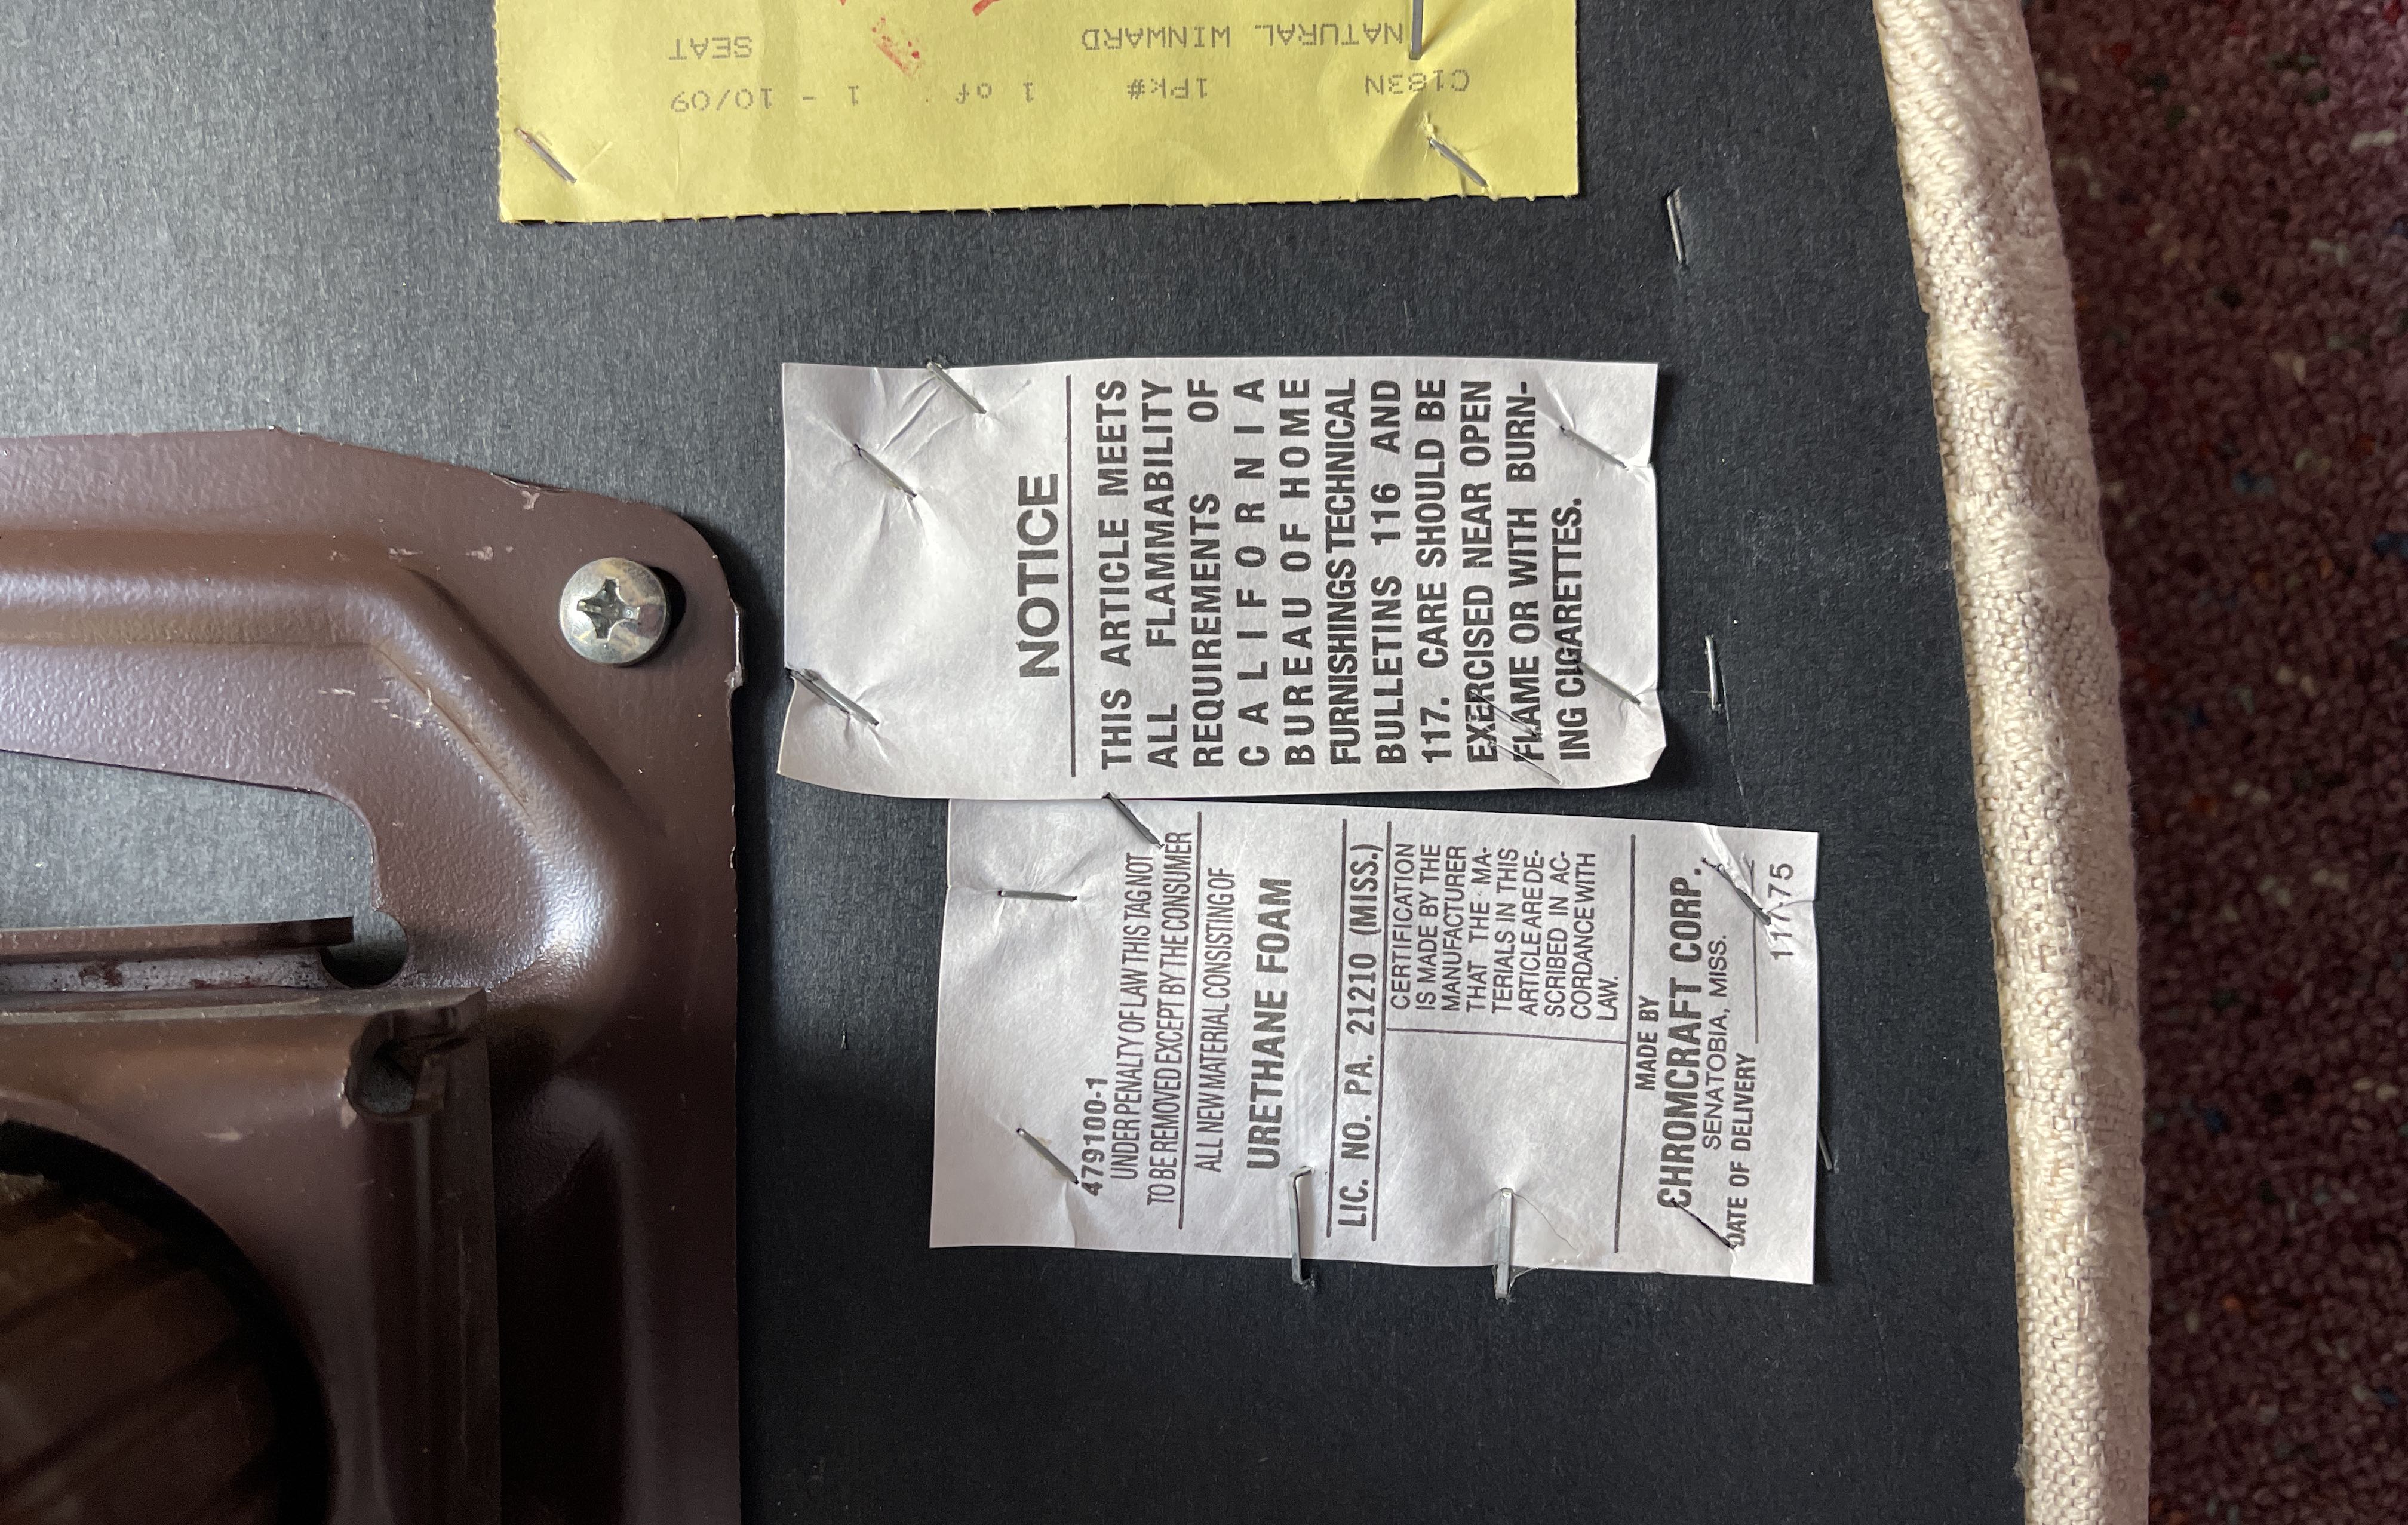 C183N 1Pk# 1 of 1 - 10/09
NATURAL WINWARD SEAT
NOTICE
THIS ARTICLE MEETS
ALL FLAMMABILITY
REQUIREMENTS OF
CALIFORNIA
BUREAU OF HOME
FURNISHINGS TECHNICAL
BULLETINS 116 AND
117. CARE SHOULD BE
EXERCISED NEAR OPEN
FLAME OR WITH BURN-
ING CIGARETTES.
479100-1
UNDER PENALTY OF LAW THIS TAG NOT
TO BE REMOVED EXCEPT BY THE CONSUMER
ALL NEW MATERIAL CONSISTING OF
URETHANE FOAM
LIC. NO. PA. 21210 (MISS.)
CERTIFICATION
IS MADE BY THE
MANUFACTURER
THAT THE MA-
TERIALS IN THIS
ARTICLE ARE DE-
SCRIBED IN AC-
CORDANCE WITH
LAW.
MADE BY
CHROMCRAFT CORP.
SENATOBIA, MISS.
DATE OF DELIVERY